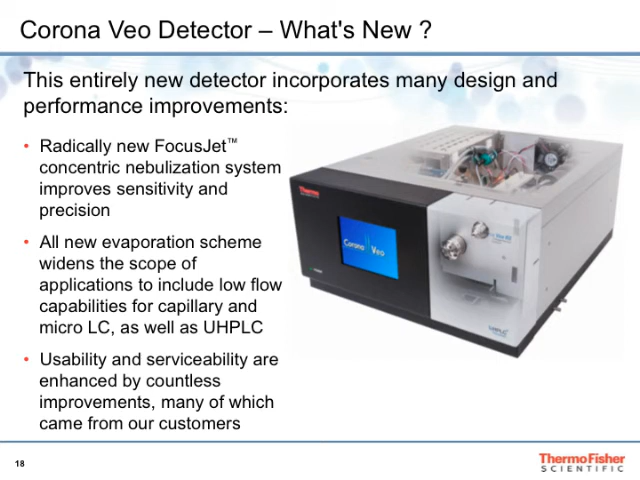 Corona Veo Detector – What's New ?
This entirely new detector incorporates many design and
performance improvements:
• Radically new FocusJet™
concentric nebulization system
improves sensitivity and
precision
• All new evaporation scheme
widens the scope of
applications to include low flow
capabilities for capillary and
micro LC, as well as UHPLC
• Usability and serviceability are
enhanced by countless
improvements, many of which
came from our customers
Thermo
SCIENTIFIC
Corona Veo
UHPLC
18
ThermoFisher
SCIENTIFIC